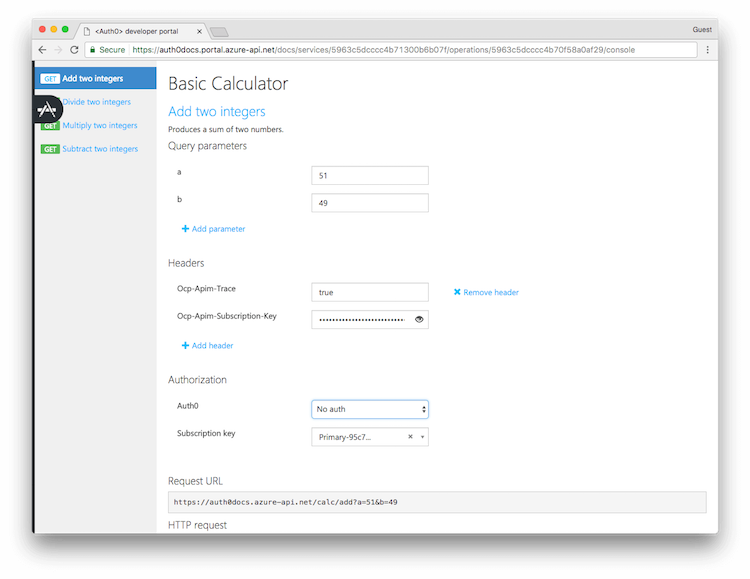 <Auth0> developer portal
Guest
Secure https://auth0docs.portal.azure-api.net/docs/services/5963c5dcccc4b71300b6b07f/operations/5963c5dcccc4b70f58a0af29/console
GET Add two integers
Divide two integers
GET Multiply two integers
GET Subtract two integers
Basic Calculator
Add two integers
Produces a sum of two numbers.
Query parameters
a 51
b 49
Add parameter
Headers
Ocp-Apim-Trace true Remove header
Ocp-Apim-Subscription-Key
Add header
Authorization
Auth0 No auth
Subscription key Primary-95c7...
Request URL
https://auth0docs.azure-api.net/calc/add?a=51&b=49
HTTP request